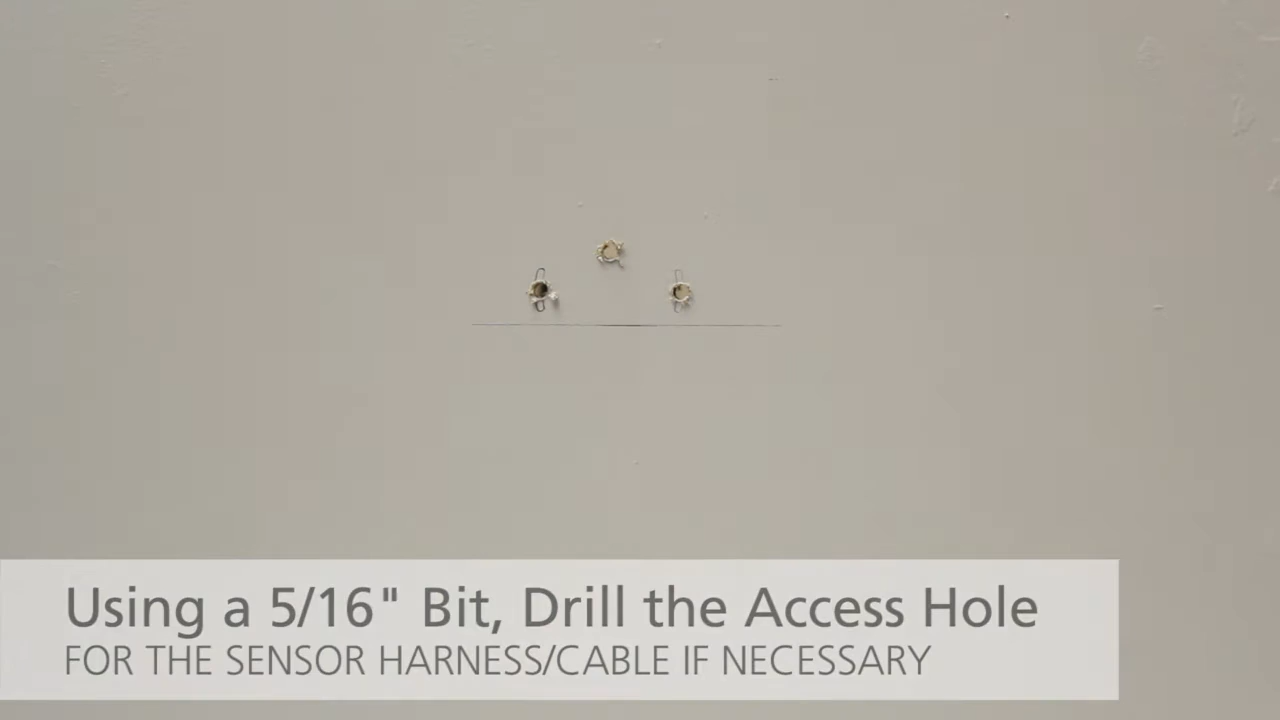 Using a 5/16" Bit, Drill the Access Hole
FOR THE SENSOR HARNESS/CABLE IF NECESSARY